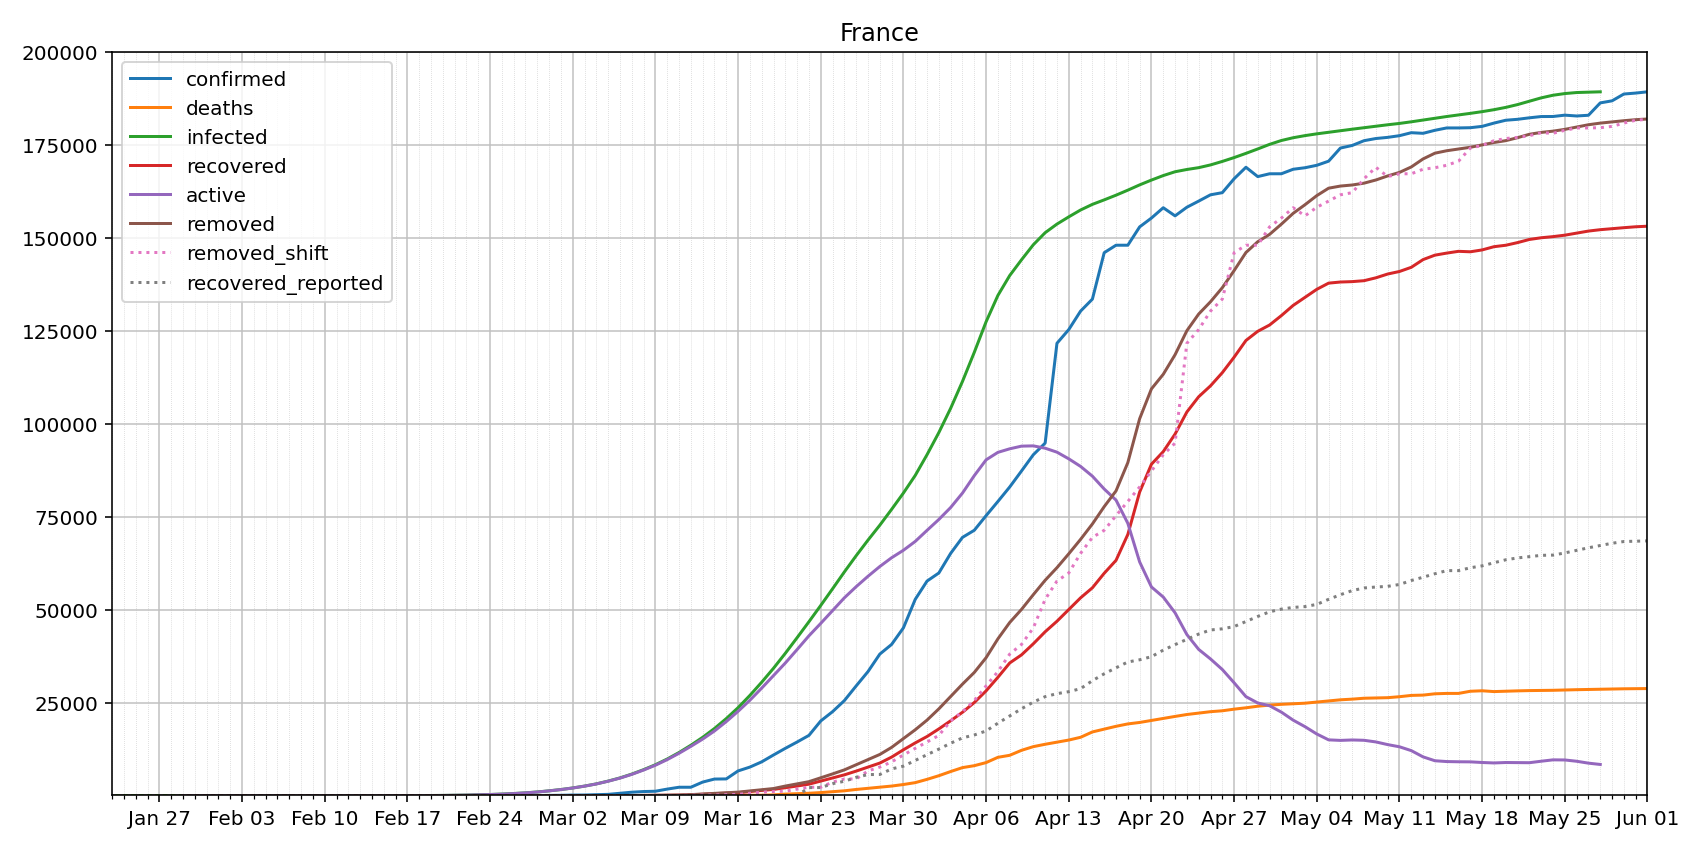 France
200000
175000
150000
125000
100000
75000
50000
25000
confirmed
deaths
infected
recovered
active
removed
removed_shift
recovered_reported
Jan 27 Feb 03 Feb 10 Feb 17 Feb 24 Mar 02 Mar 09 Mar 16 Mar 23 Mar 30 Apr 06 Apr 13 Apr 20 Apr 27 May 04 May 11 May 18 May 25 Jun 01